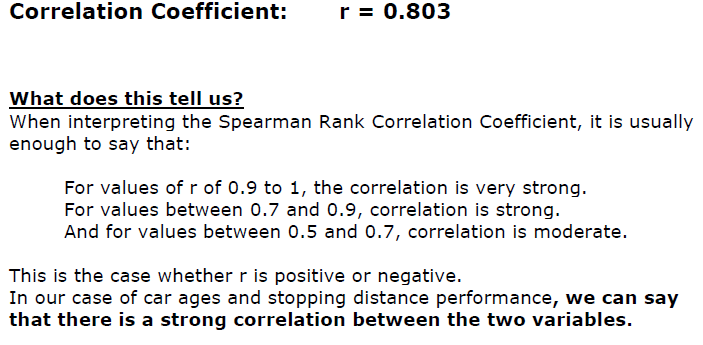 Correlation Coefficient: r = 0.803
What does this tell us?
When interpreting the Spearman Rank Correlation Coefficient, it is usually
enough to say that:
For values of r of 0.9 to 1, the correlation is very strong.
For values between 0.7 and 0.9, correlation is strong.
And for values between 0.5 and 0.7, correlation is moderate.
This is the case whether r is positive or negative.
In our case of car ages and stopping distance performance, we can say
that there is a strong correlation between the two variables.